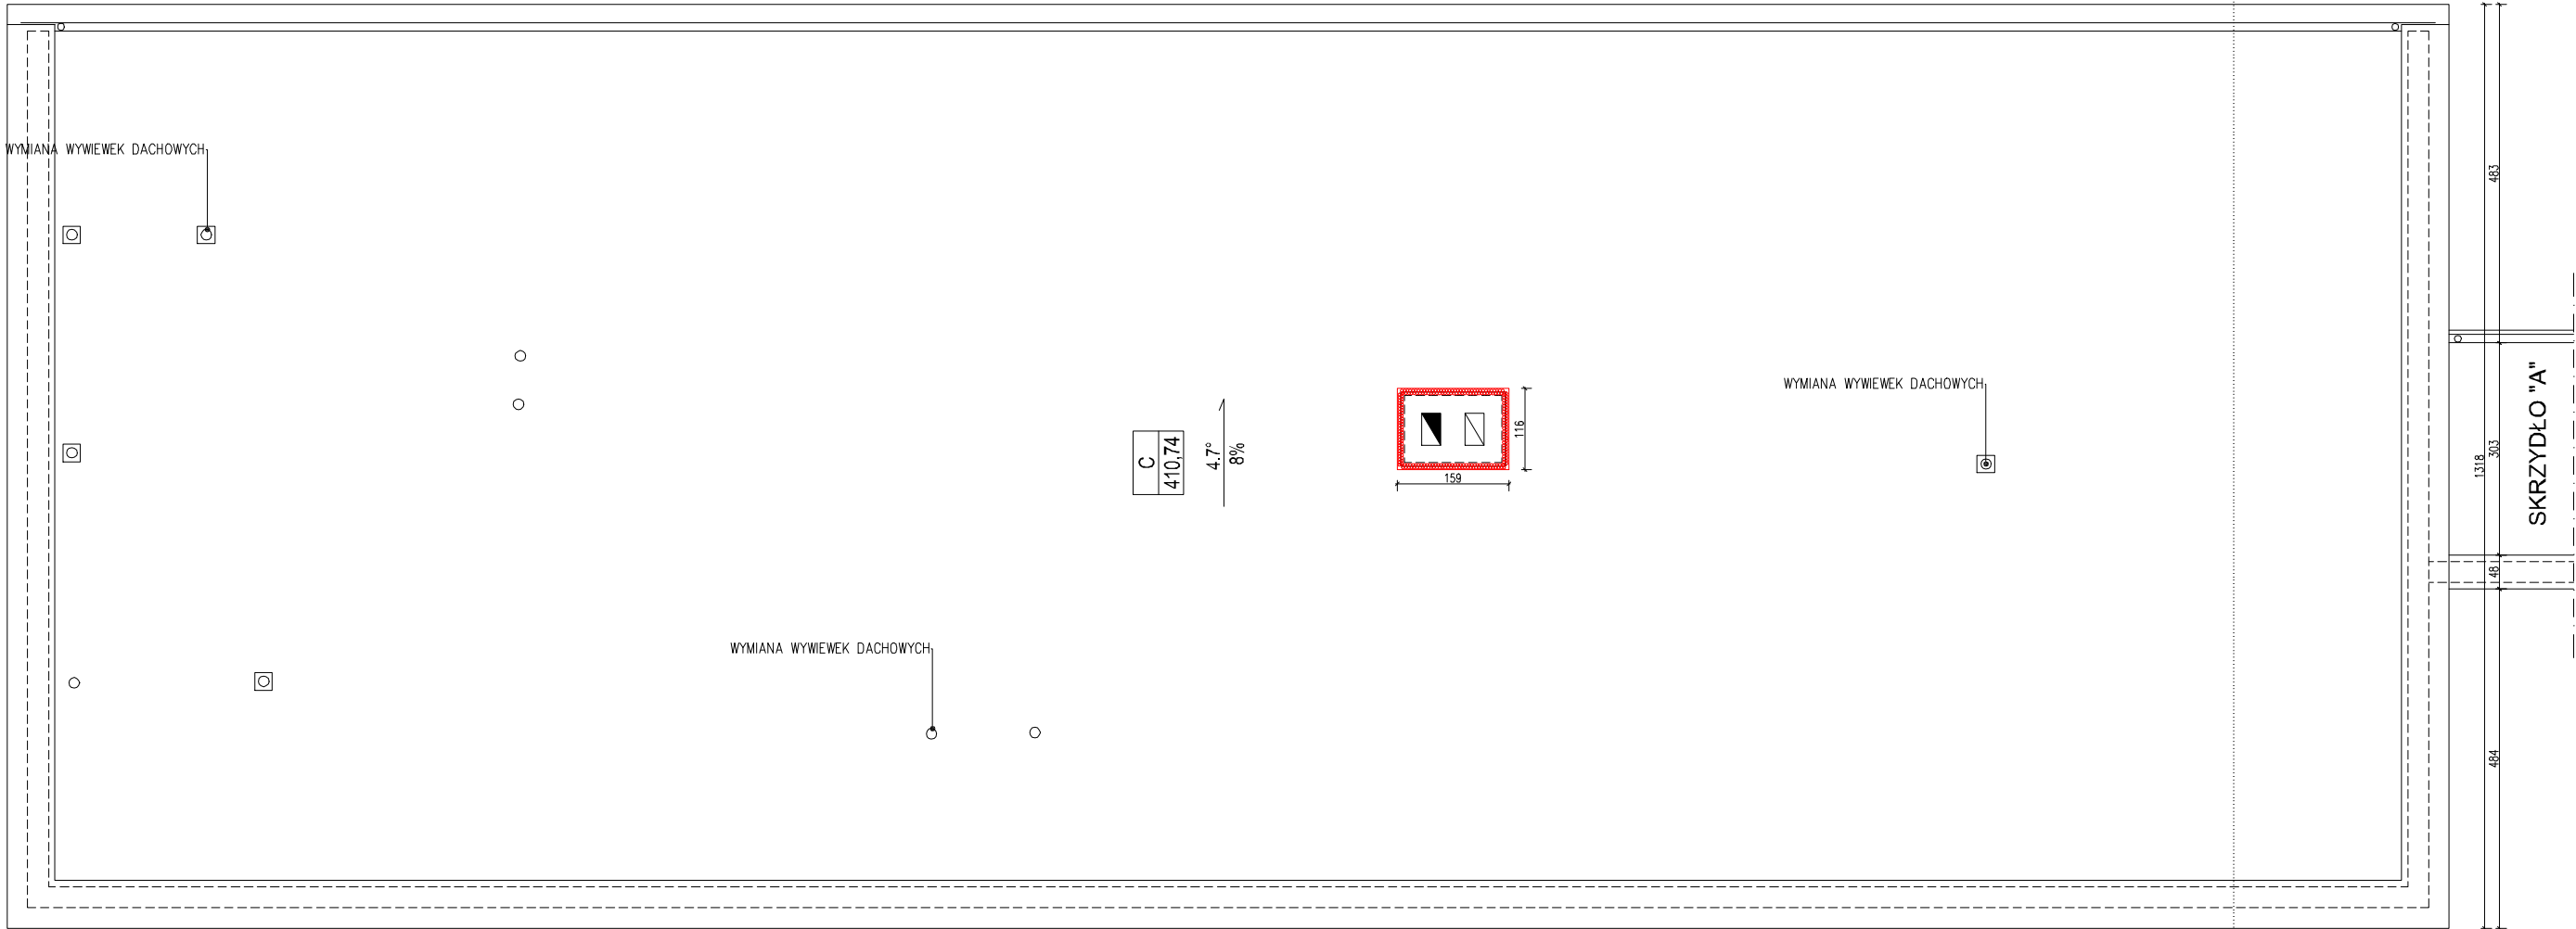 WYMIANA WYWIEWEK DACHOWYCH
483
WYMIANA WYWIEWEK DACHOWYCH
SKRZYDŁO "A"
C
410,74
4.7°
8%
116
159
1318
303
48
WYMIANA WYWIEWEK DACHOWYCH
484